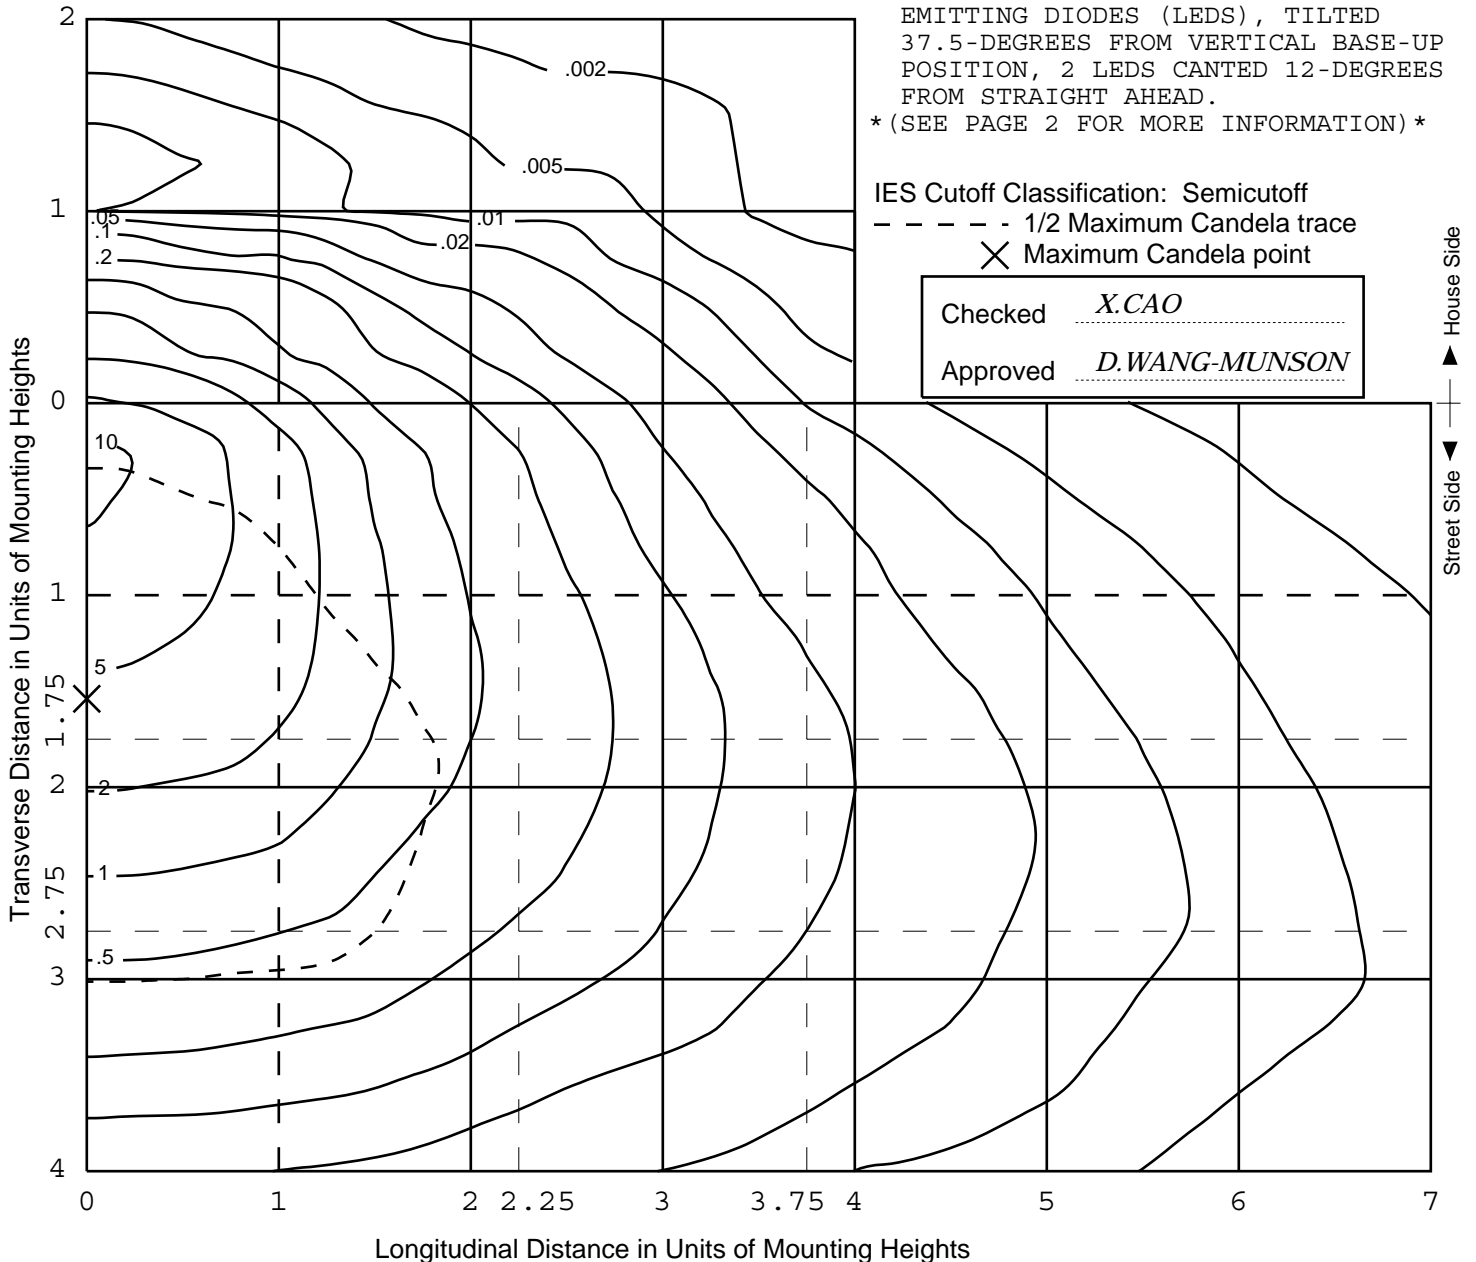 EMITTING DIODES (LEDS), TILTED
37.5-DEGREES FROM VERTICAL BASE-UP
POSITION, 2 LEDS CANTED 12-DEGREES
FROM STRAIGHT AHEAD.
*(SEE PAGE 2 FOR MORE INFORMATION)*
IES Cutoff Classification: Semicutoff
1/2 Maximum Candela trace
Maximum Candela point
Checked X.CAO
Approved D.WANG-MUNSON
House Side
Street Side
Transverse Distance in Units of Mounting Heights
2
1
0
1
1.75
2
2.75
3
4
.002
.005
.01
.02
.05
.1
.2
10
5
2
1
.5
0 1 2 2.25 3 3.75 4 5 6 7
Longitudinal Distance in Units of Mounting Heights